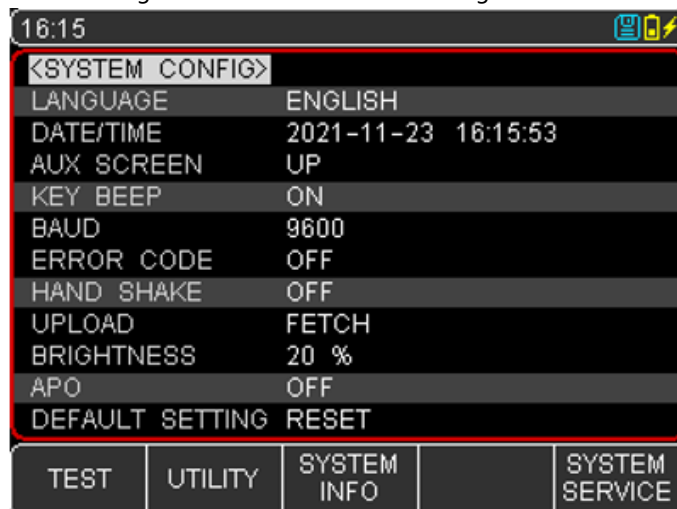 16:15
<SYSTEM CONFIG>
LANGUAGE ENGLISH
DATE/TIME 2021-11-23 16:15:53
AUX SCREEN UP
KEY BEEP ON
BAUD 9600
ERROR CODE OFF
HAND SHAKE OFF
UPLOAD FETCH
BRIGHTNESS 20 %
APO OFF
DEFAULT SETTING RESET
TEST UTILITY SYSTEM INFO SYSTEM SERVICE